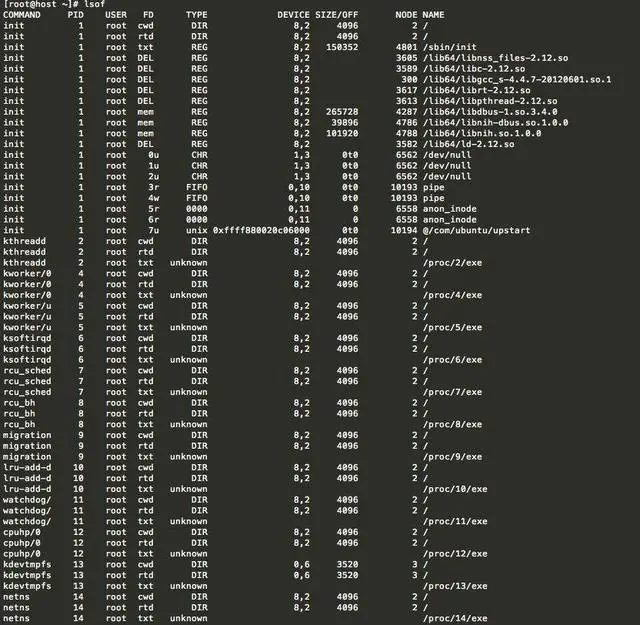 [root@host ~]# lsof
COMMAND PID USER FD TYPE DEVICE SIZE/OFF NODE NAME
init 1 root cwd DIR 8,2 4096 2 /
init 1 root rtd DIR 8,2 4096 2 /
init 1 root txt REG 8,2 150352 4801 /sbin/init
init 1 root DEL REG 8,2 3605 /lib64/libnss_files-2.12.so
init 1 root DEL REG 8,2 3589 /lib64/libc-2.12.so
init 1 root DEL REG 8,2 300 /lib64/libgcc_s-4.4.7-20120601.so.1
init 1 root DEL REG 8,2 3617 /lib64/librt-2.12.so
init 1 root DEL REG 8,2 3613 /lib64/libpthread-2.12.so
init 1 root mem REG 8,2 265728 4287 /lib64/libdbus-1.so.3.4.0
init 1 root mem REG 8,2 39896 4786 /lib64/libnih-dbus.so.1.0.0
init 1 root mem REG 8,2 101920 4788 /lib64/libnih.so.1.0.0
init 1 root DEL REG 8,2 3582 /lib64/ld-2.12.so
init 1 root 0u CHR 1,3 0t0 6562 /dev/null
init 1 root 1u CHR 1,3 0t0 6562 /dev/null
init 1 root 2u CHR 1,3 0t0 6562 /dev/null
init 1 root 3r FIFO 0,10 0t0 10193 pipe
init 1 root 4w FIFO 0,10 0t0 10193 pipe
init 1 root 5r 0000 0,11 0 6558 anon_inode
init 1 root 6r 0000 0,11 0 6558 anon_inode
init 1 root 7u unix 0xffff880020c06000 0t0 10194 @/com/ubuntu/upstart
kthreadd 2 root cwd DIR 8,2 4096 2 /
kthreadd 2 root rtd DIR 8,2 4096 2 /
kthreadd 2 root txt unknown /proc/2/exe
kworker/0 4 root cwd DIR 8,2 4096 2 /
kworker/0 4 root rtd DIR 8,2 4096 2 /
kworker/0 4 root txt unknown /proc/4/exe
kworker/u 5 root cwd DIR 8,2 4096 2 /
kworker/u 5 root rtd DIR 8,2 4096 2 /
kworker/u 5 root txt unknown /proc/5/exe
ksoftirqd 6 root cwd DIR 8,2 4096 2 /
ksoftirqd 6 root rtd DIR 8,2 4096 2 /
ksoftirqd 6 root txt unknown /proc/6/exe
rcu_sched 7 root cwd DIR 8,2 4096 2 /
rcu_sched 7 root rtd DIR 8,2 4096 2 /
rcu_sched 7 root txt unknown /proc/7/exe
rcu_bh 8 root cwd DIR 8,2 4096 2 /
rcu_bh 8 root rtd DIR 8,2 4096 2 /
rcu_bh 8 root txt unknown /proc/8/exe
migration 9 root cwd DIR 8,2 4096 2 /
migration 9 root rtd DIR 8,2 4096 2 /
migration 9 root txt unknown /proc/9/exe
lru-add-d 10 root cwd DIR 8,2 4096 2 /
lru-add-d 10 root rtd DIR 8,2 4096 2 /
lru-add-d 10 root txt unknown /proc/10/exe
watchdog/ 11 root cwd DIR 8,2 4096 2 /
watchdog/ 11 root rtd DIR 8,2 4096 2 /
watchdog/ 11 root txt unknown /proc/11/exe
cpuhp/0 12 root cwd DIR 8,2 4096 2 /
cpuhp/0 12 root rtd DIR 8,2 4096 2 /
cpuhp/0 12 root txt unknown /proc/12/exe
kdevtmpfs 13 root cwd DIR 0,6 3520 3 /
kdevtmpfs 13 root rtd DIR 0,6 3520 3 /
kdevtmpfs 13 root txt unknown /proc/13/exe
netns 14 root cwd DIR 8,2 4096 2 /
netns 14 root rtd DIR 8,2 4096 2 /
netns 14 root txt unknown /proc/14/exe